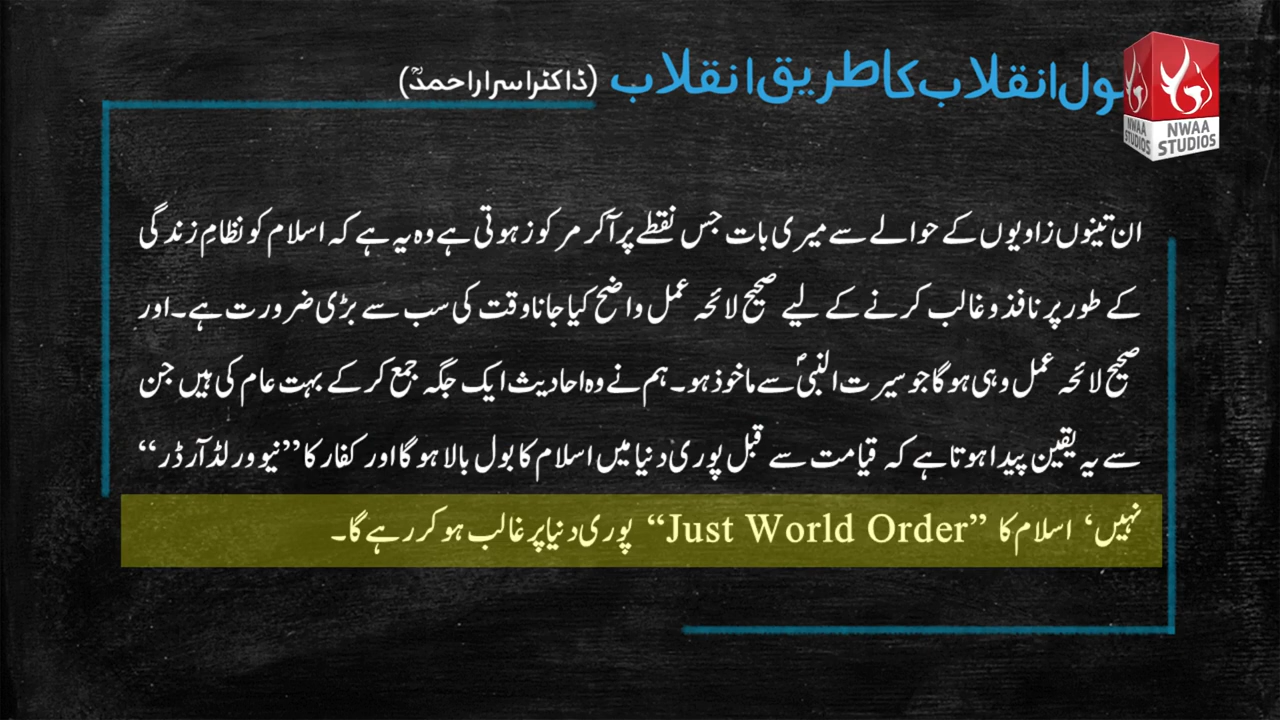 انقلاب کا طریق انقلاب (ڈاکٹر اسرار احمدؒ)
NWAA STUDIOS
NWAA STUDIOS
ان تینوں زاویوں کے حوالے سے میری بات جس نقطے پر آکر مرکوز ہوتی ہے وہ یہ ہے کہ اسلام کو نظامِ زندگی
کے طور پر نافذ و غالب کرنے کے لیے صحیح لائحہ عمل واضح کیا جانا وقت کی سب سے بڑی ضرورت ہے۔ اور
صحیح لائحہ عمل وہی ہوگا جو سیرت النبیؐ سے ماخوذ ہو۔ ہم نے وہ احادیث ایک جگہ جمع کر کے بہت عام کی ہیں جن
سے یہ یقین پیدا ہوتا ہے کہ قیامت سے قبل پوری دنیا میں اسلام کا بول بالا ہوگا اور کفار کا ”نیو ورلڈ آرڈر“
نہیں، اسلام کا ”Just World Order“ پوری دنیا پر غالب ہو کر رہے گا۔